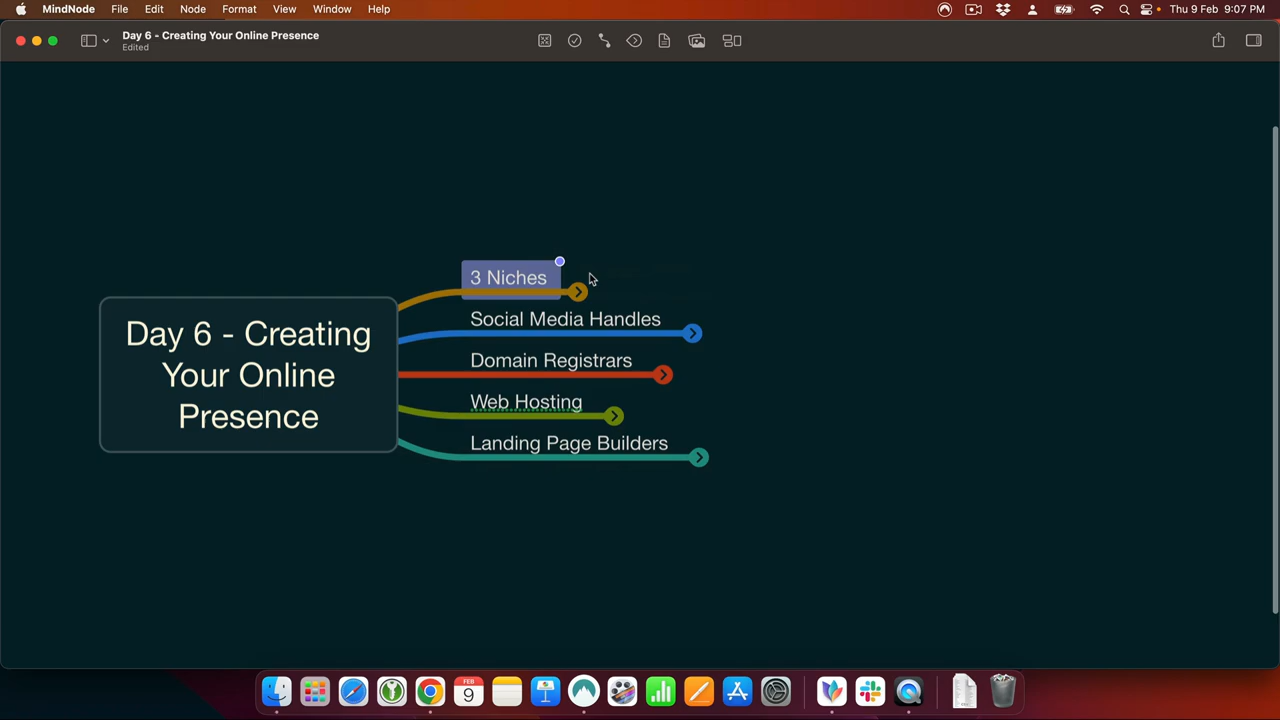 MindNode File Edit Node Format View Window Help Thu 9 Feb 9:07 PM
Day 6 - Creating Your Online Presence
Edited
3 Niches
Social Media Handles
Day 6 - Creating
Your Online
Presence
Domain Registrars
Web Hosting
Landing Page Builders
FEB
9